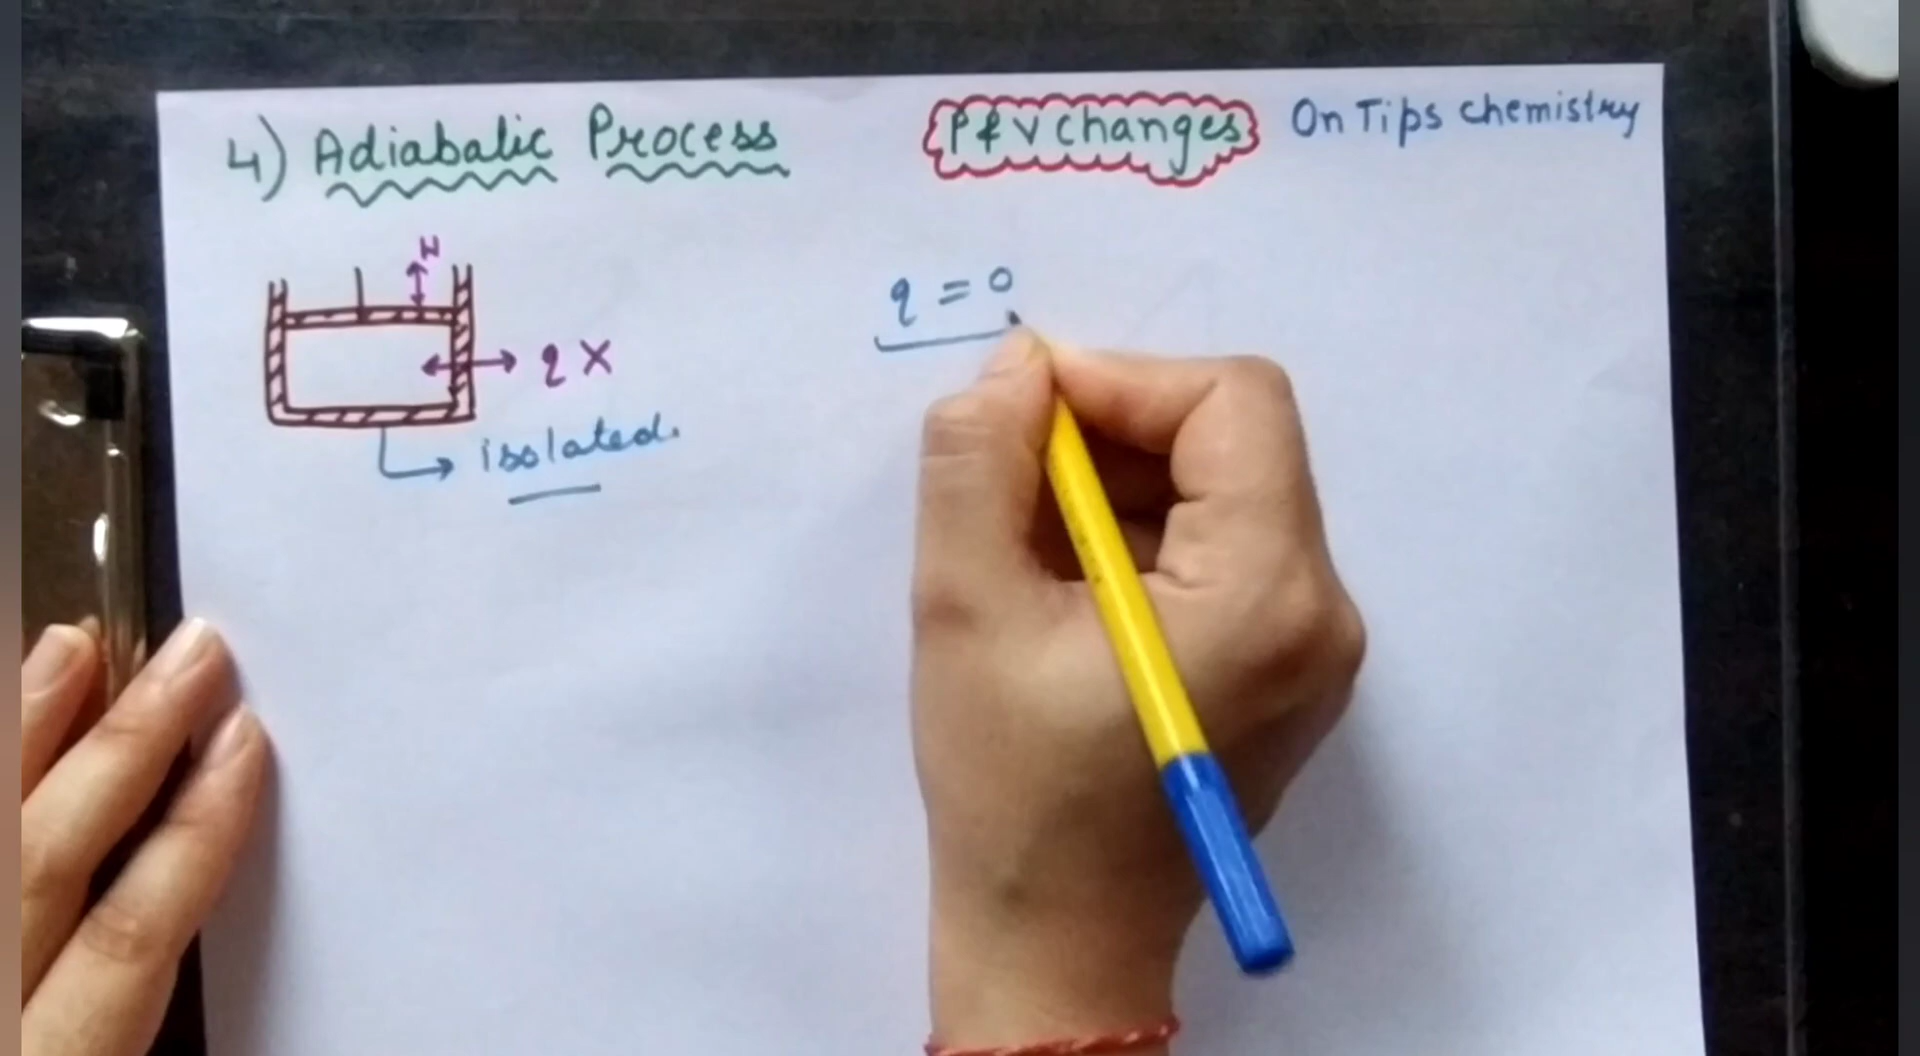 4) Adiabatic Process
P & V changes
On Tips chemistry
W
q = 0
q X
isolated.